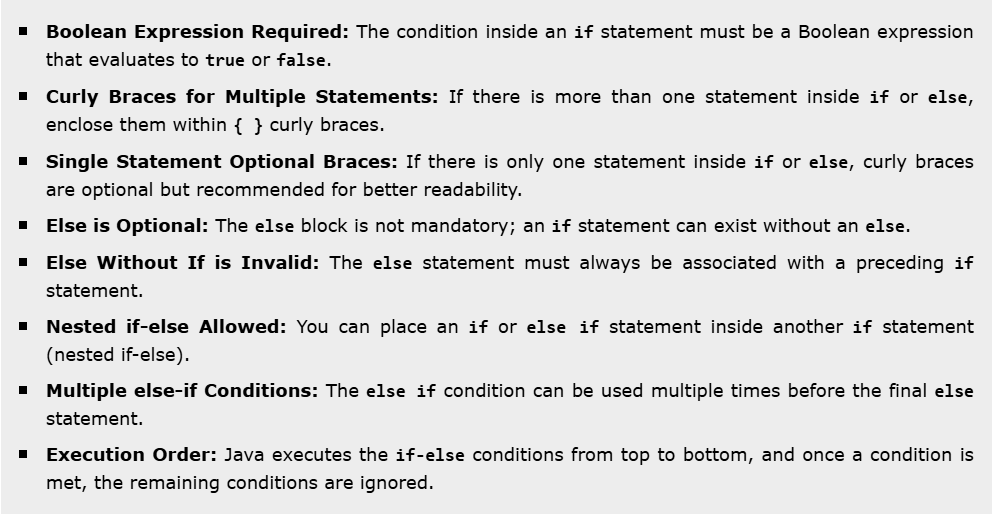 ▪ Boolean Expression Required: The condition inside an if statement must be a Boolean expression
that evaluates to true or false.
▪ Curly Braces for Multiple Statements: If there is more than one statement inside if or else,
enclose them within { } curly braces.
▪ Single Statement Optional Braces: If there is only one statement inside if or else, curly braces
are optional but recommended for better readability.
▪ Else is Optional: The else block is not mandatory; an if statement can exist without an else.
▪ Else Without If is Invalid: The else statement must always be associated with a preceding if
statement.
▪ Nested if-else Allowed: You can place an if or else if statement inside another if statement
(nested if-else).
▪ Multiple else-if Conditions: The else if condition can be used multiple times before the final else
statement.
▪ Execution Order: Java executes the if-else conditions from top to bottom, and once a condition is
met, the remaining conditions are ignored.